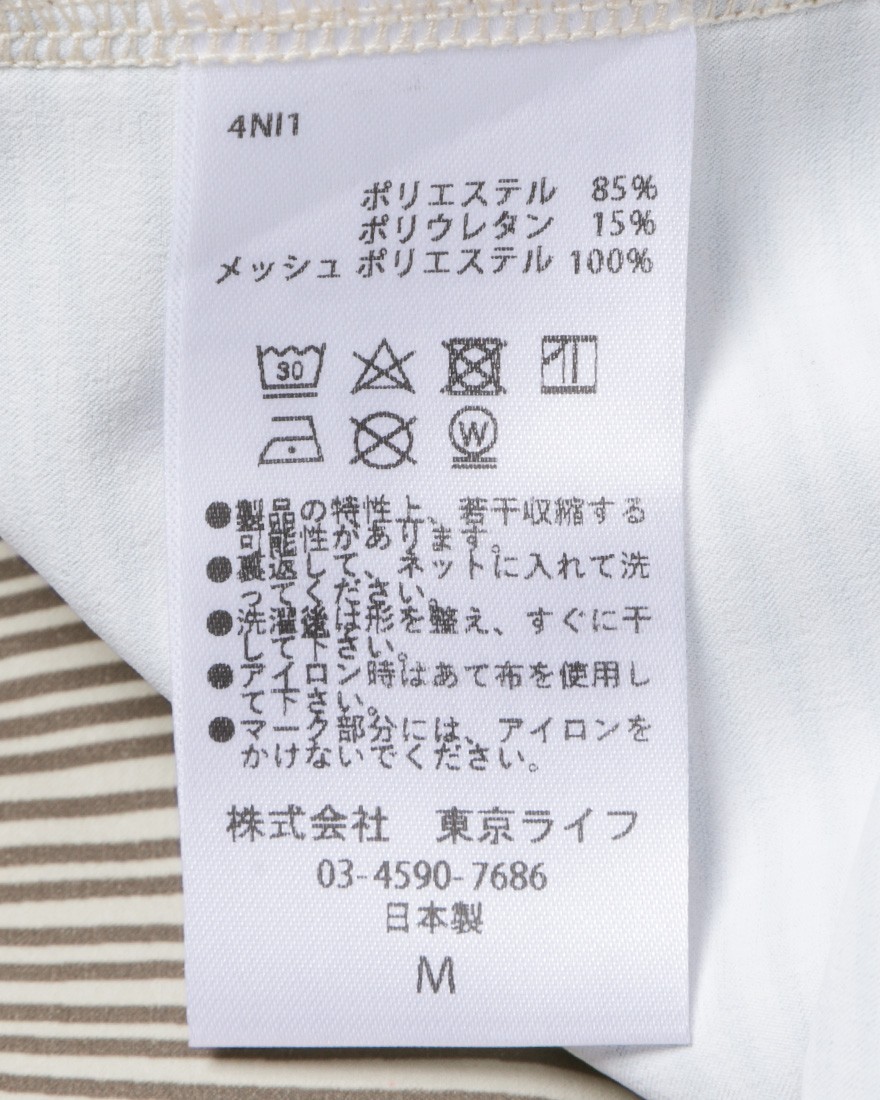 4NI1
ポリエステル 85%
ポリウレタン 15%
メッシュ ポリエステル 100%
30
W
●製品の特性上、若干収縮する
可能性があります。
●裏返して、ネットに入れて洗
ってください。
●洗濯後は形を整え、すぐに干
して下さい。
●アイロン時はあて布を使用し
て下さい。
●マーク部分には、アイロンを
かけないでください。
株式会社 東京ライフ
03-4590-7686
日本製
M